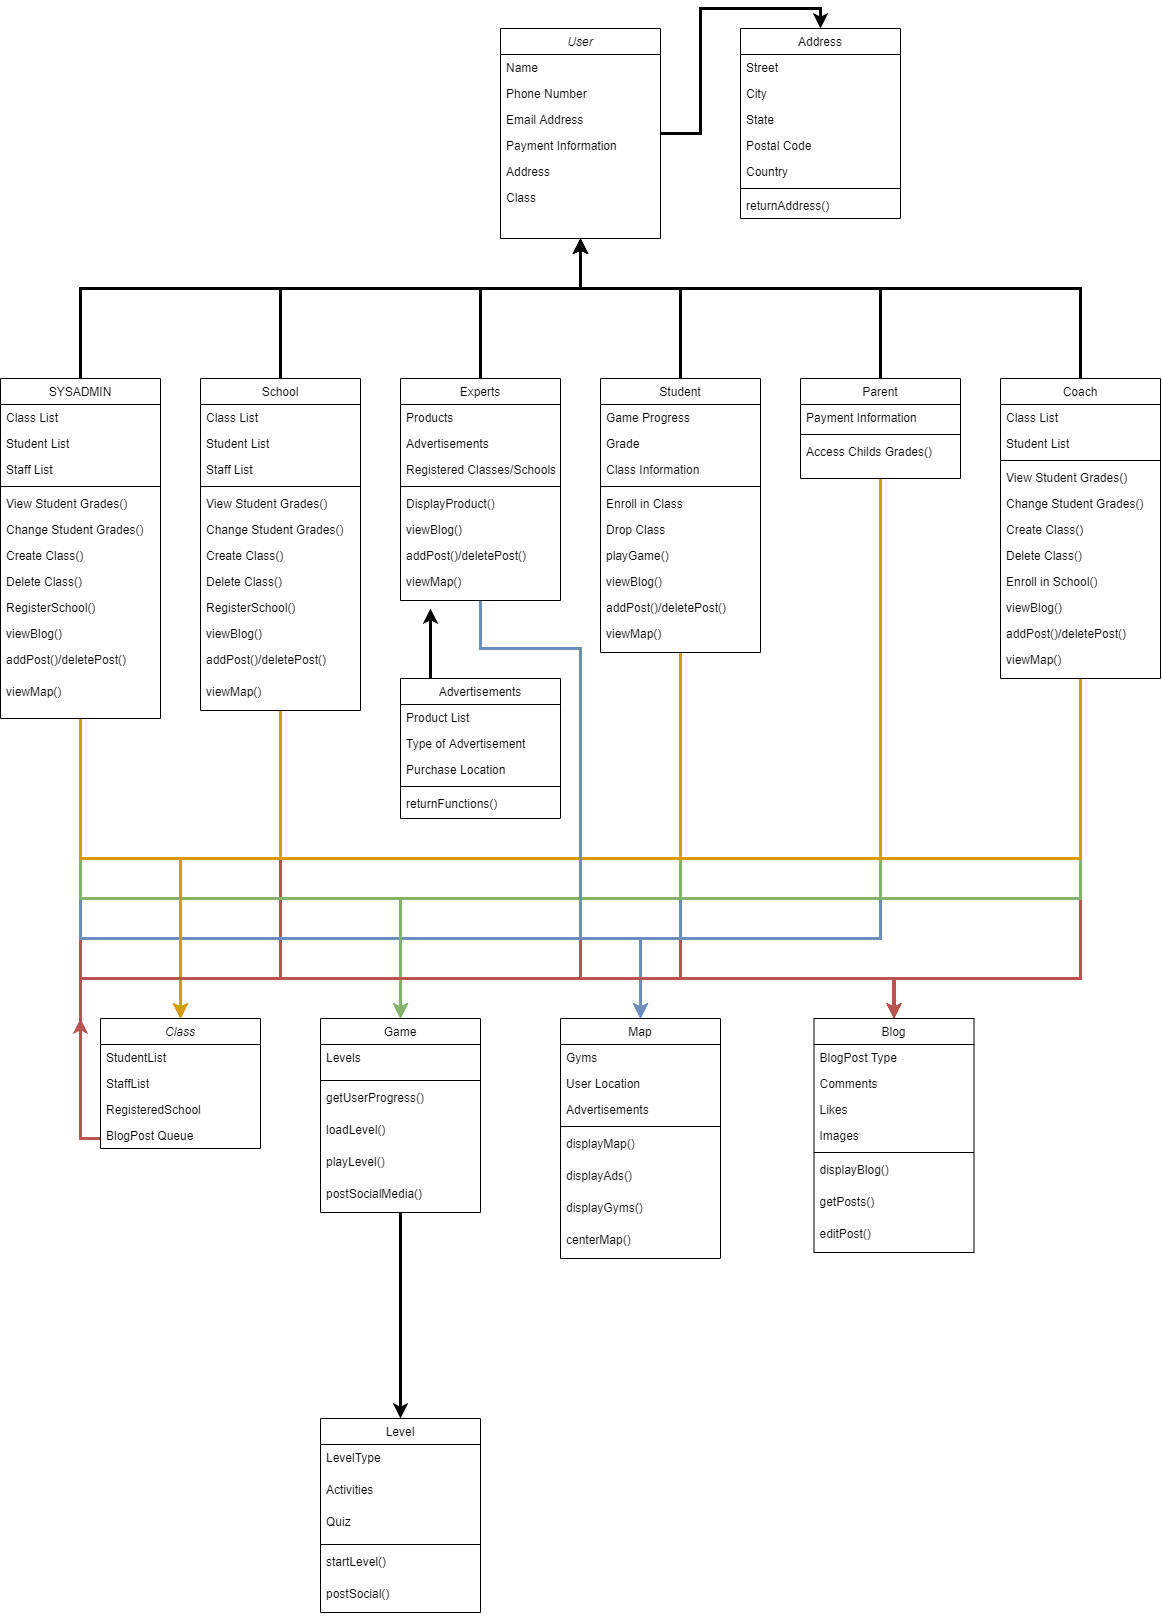 User
Name
Phone Number
Email Address
Payment Information
Address
Class
Address
Street
City
State
Postal Code
Country
returnAddress()
SYSADMIN
Class List
Student List
Staff List
View Student Grades()
Change Student Grades()
Create Class()
Delete Class()
RegisterSchool()
viewBlog()
addPost()/deletePost()
viewMap()
School
Class List
Student List
Staff List
View Student Grades()
Change Student Grades()
Create Class()
Delete Class()
RegisterSchool()
viewBlog()
addPost()/deletePost()
viewMap()
Experts
Products
Advertisements
Registered Classes/Schools
DisplayProduct()
viewBlog()
addPost()/deletePost()
viewMap()
Student
Game Progress
Grade
Class Information
Enroll in Class
Drop Class
playGame()
viewBlog()
addPost()/deletePost()
viewMap()
Parent
Payment Information
Access Childs Grades()
Coach
Class List
Student List
View Student Grades()
Change Student Grades()
Create Class()
Delete Class()
Enroll in School()
viewBlog()
addPost()/deletePost()
viewMap()
Advertisements
Product List
Type of Advertisement
Purchase Location
returnFunctions()
Class
StudentList
StaffList
RegisteredSchool
BlogPost Queue
Game
Levels
getUserProgress()
loadLevel()
playLevel()
postSocialMedia()
Map
Gyms
User Location
Advertisements
displayMap()
displayAds()
displayGyms()
centerMap()
Blog
BlogPost Type
Comments
Likes
Images
displayBlog()
getPosts()
editPost()
Level
LevelType
Activities
Quiz
startLevel()
postSocial()